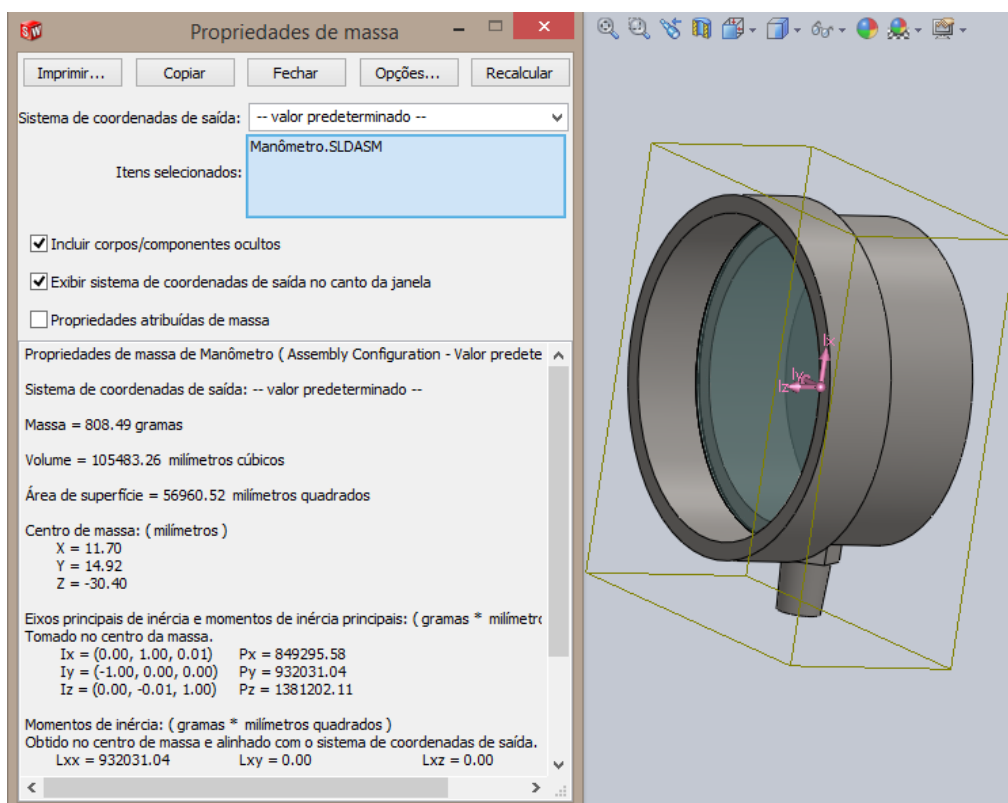 SW Propriedades de massa
Imprimir... Copiar Fechar Opções... Recalcular
Sistema de coordenadas de saída: -- valor predeterminado --
Itens selecionados: Manômetro.SLDASM
Incluir corpos/componentes ocultos
Exibir sistema de coordenadas de saída no canto da janela
Propriedades atribuídas de massa
Propriedades de massa de Manômetro ( Assembly Configuration - Valor predete
Sistema de coordenadas de saída: -- valor predeterminado --
Massa = 808.49 gramas
Volume = 105483.26 milímetros cúbicos
Área de superfície = 56960.52 milímetros quadrados
Centro de massa: ( milímetros )
X = 11.70
Y = 14.92
Z = -30.40
Eixos principais de inércia e momentos de inércia principais: ( gramas * milímetro
Tomado no centro da massa.
Ix = (0.00, 1.00, 0.01) Px = 849295.58
Iy = (-1.00, 0.00, 0.00) Py = 932031.04
Iz = (0.00, -0.01, 1.00) Pz = 1381202.11
Momentos de inércia: ( gramas * milímetros quadrados )
Obtido no centro de massa e alinhado com o sistema de coordenadas de saída.
Lxx = 932031.04 Lxy = 0.00 Lxz = 0.00
Ix
Iy
Iz